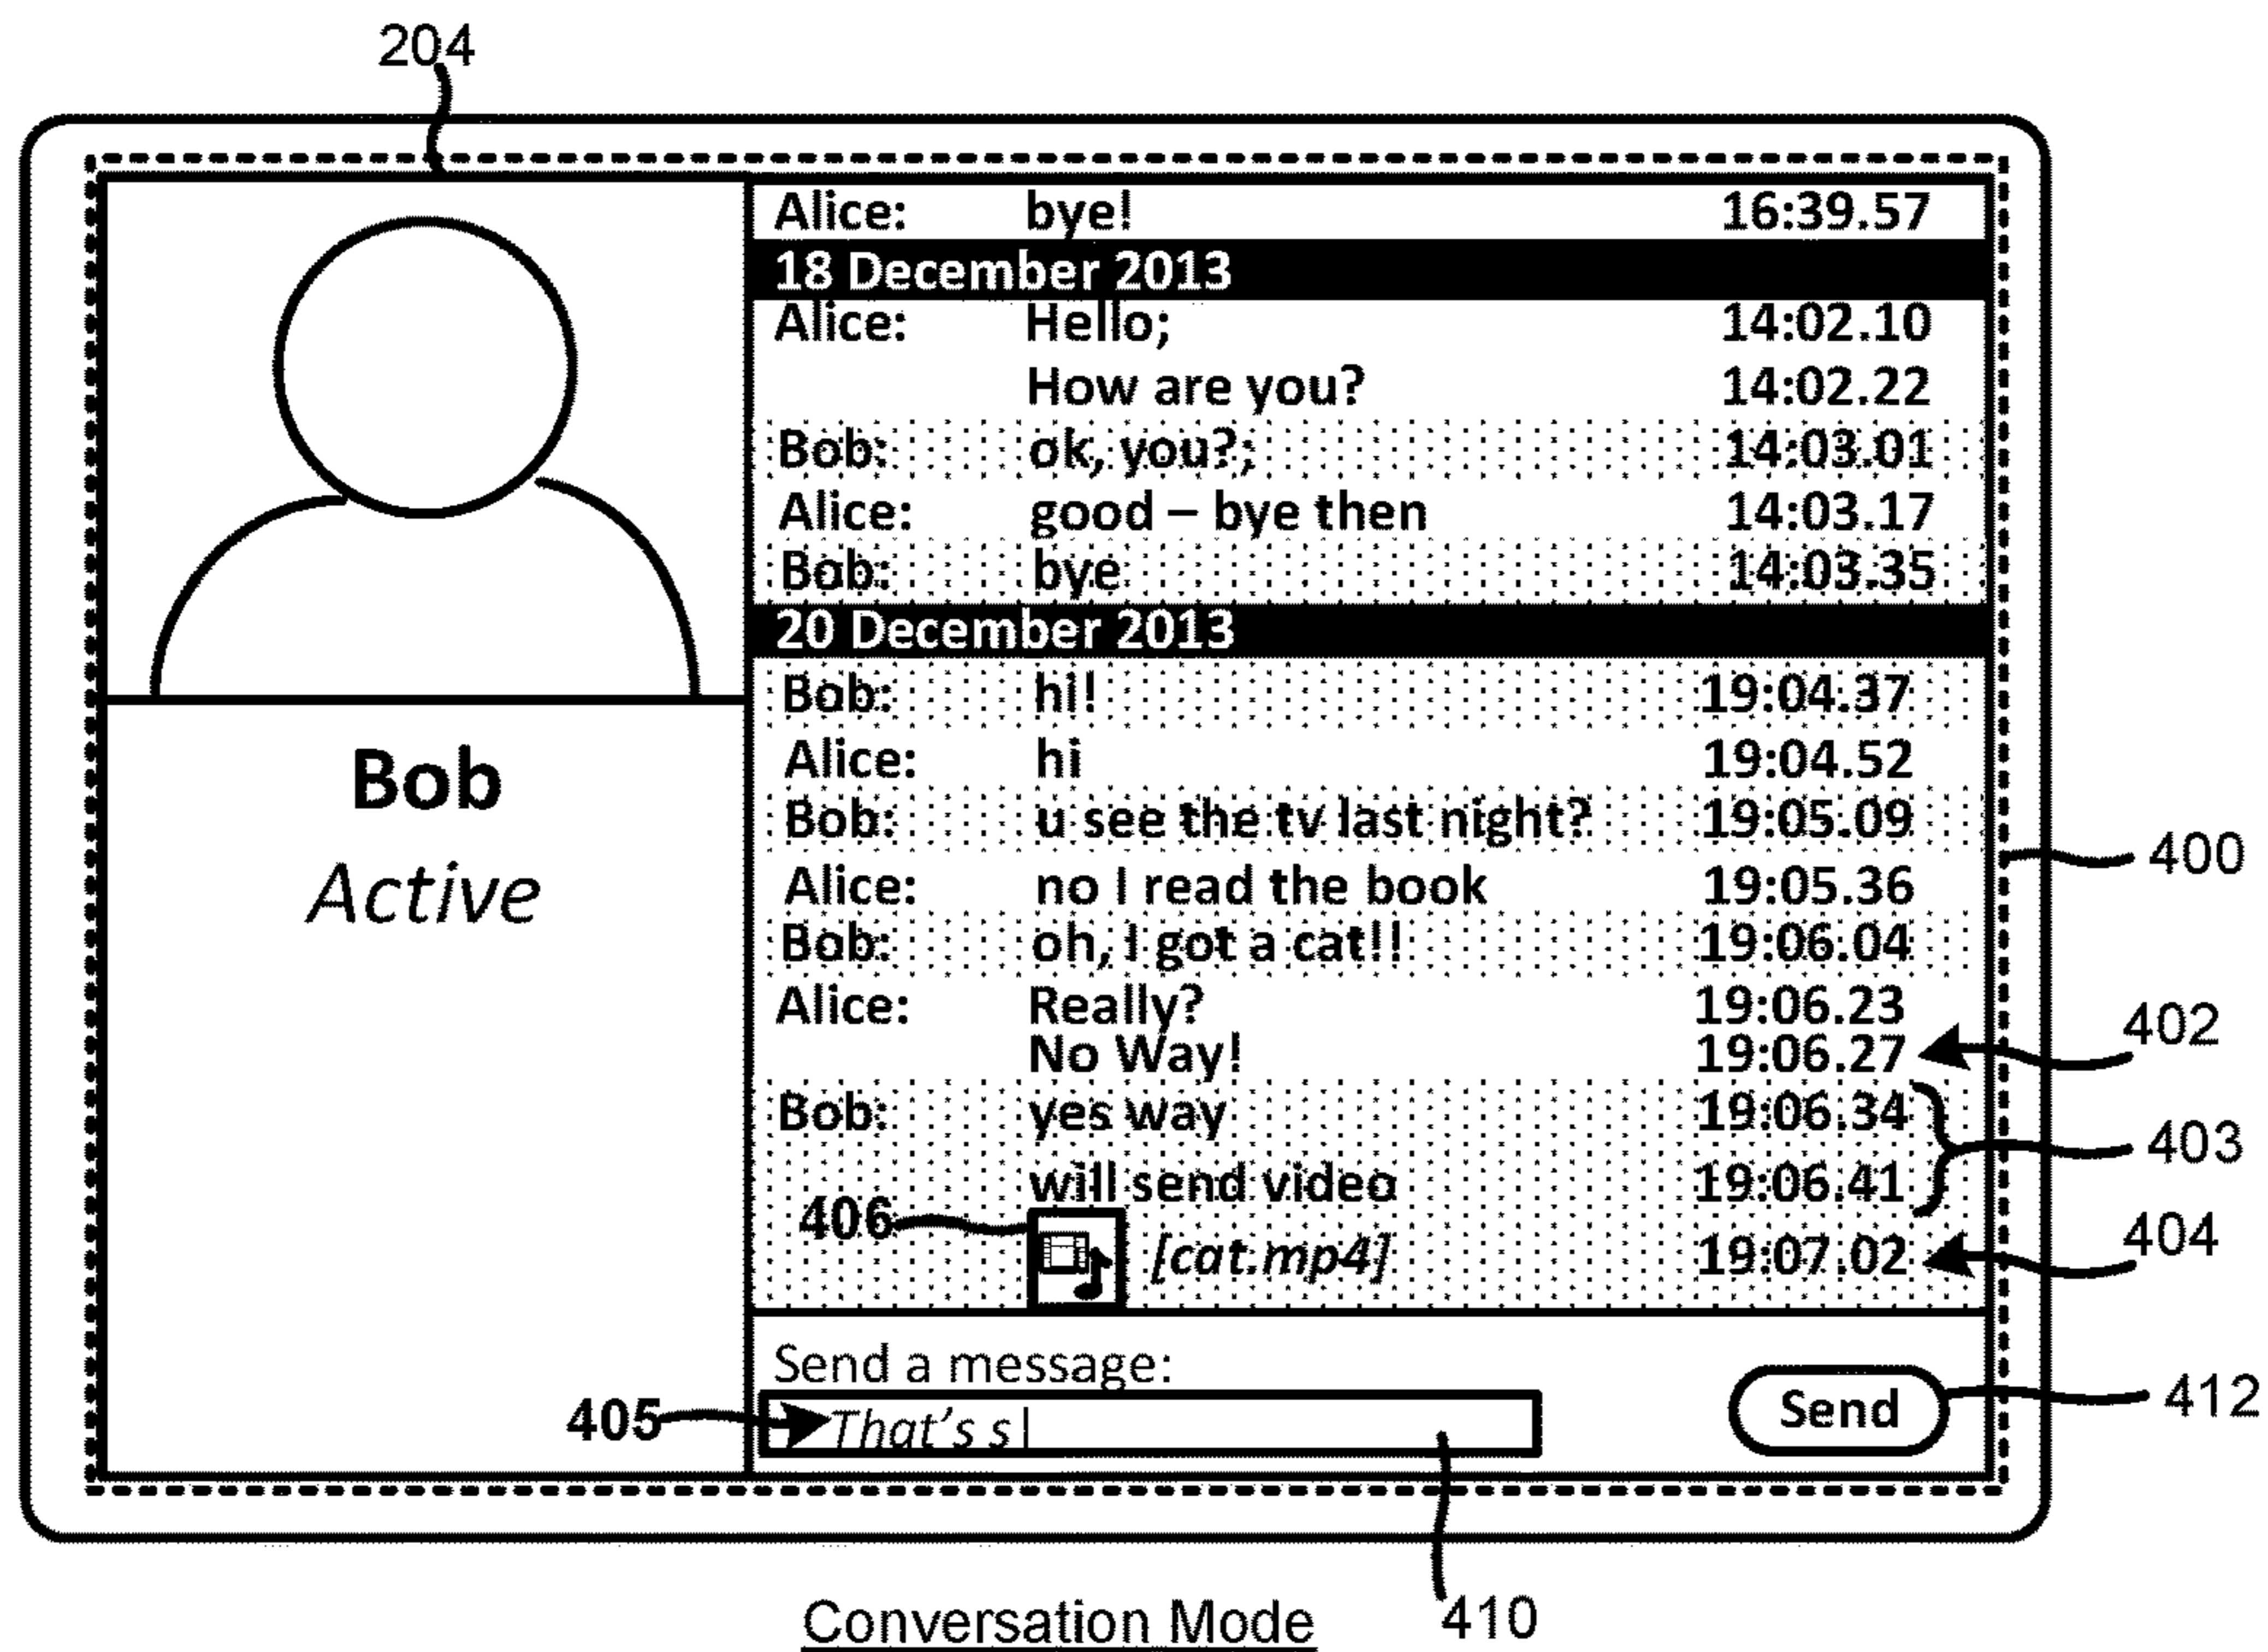 204
Alice: bye! 16:39.57
18 December 2013
Alice: Hello; 14:02.10
How are you? 14:02.22
Bob: ok, you?; 14:03.01
Alice: good – bye then 14:03.17
Bob: bye 14:03.35
20 December 2013
Bob: hi! 19:04.37
Bob
Active
Alice: hi 19:04.52
Bob: u see the tv last night? 19:05.09
400
Alice: no I read the book 19:05.36
Bob: oh, I got a cat!! 19:06.04
Alice: Really? 19:06.23
No Way! 19:06.27
402
Bob: yes way 19:06.34
403
will send video 19:06.41
406
[cat.mp4] 19:07.02
404
Send a message:
405
That's s|
Send
412
410
Conversation Mode